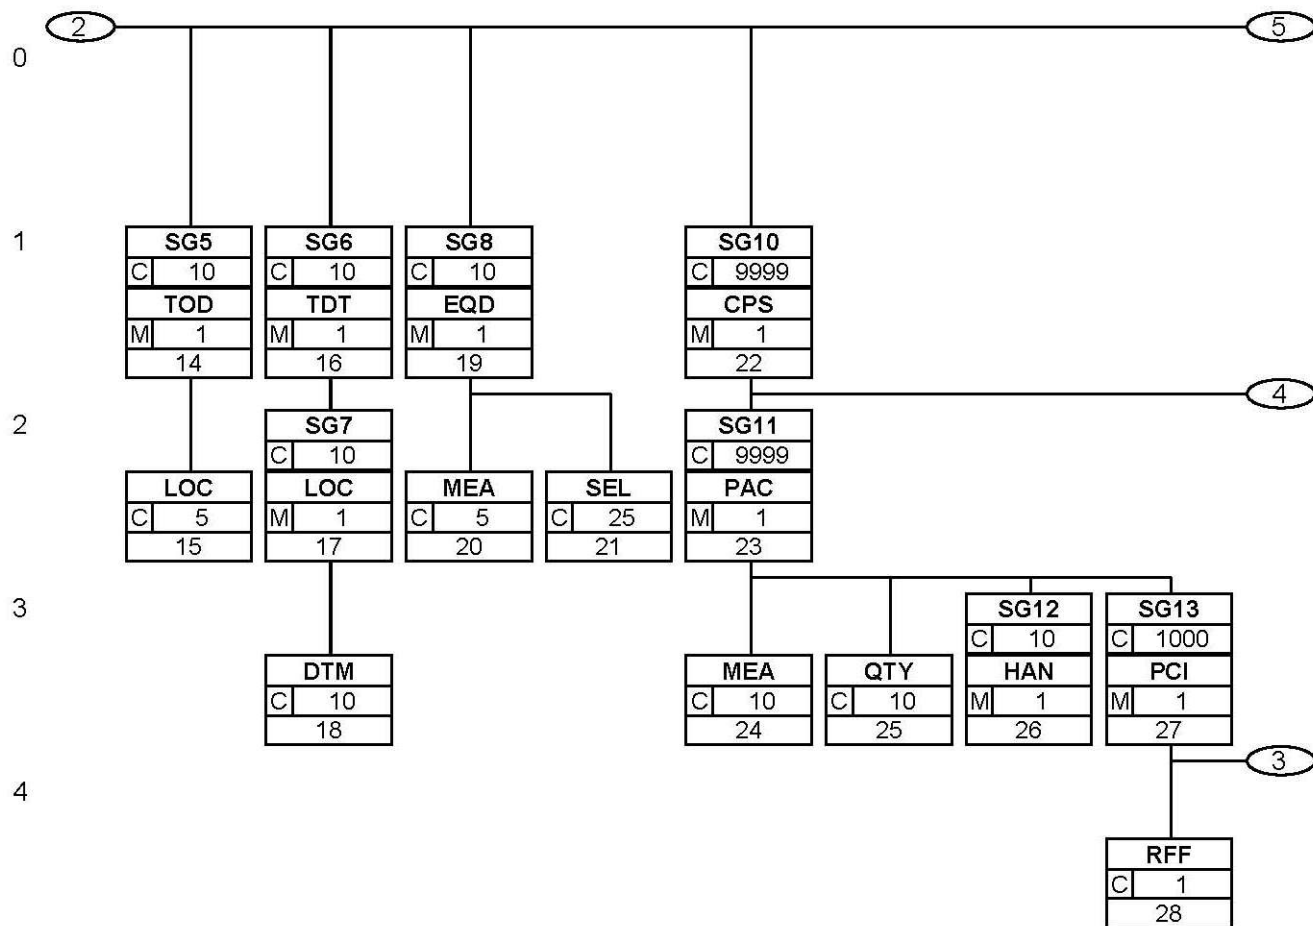 2 5
0
1 SG5 SG6 SG8 SG10
C 10 C 10 C 10 C 9999
TOD TDT EQD CPS
M 1 M 1 M 1 M 1
14 16 19 22
4
2 SG7 SG11
C 10 C 9999
LOC LOC MEA SEL PAC
C 5 M 1 C 5 C 25 M 1
15 17 20 21 23
3 SG12 SG13
C 10 C 1000
DTM MEA QTY HAN PCI
C 10 C 10 C 10 M 1 M 1
18 24 25 26 27
3
4
RFF
C 1
28